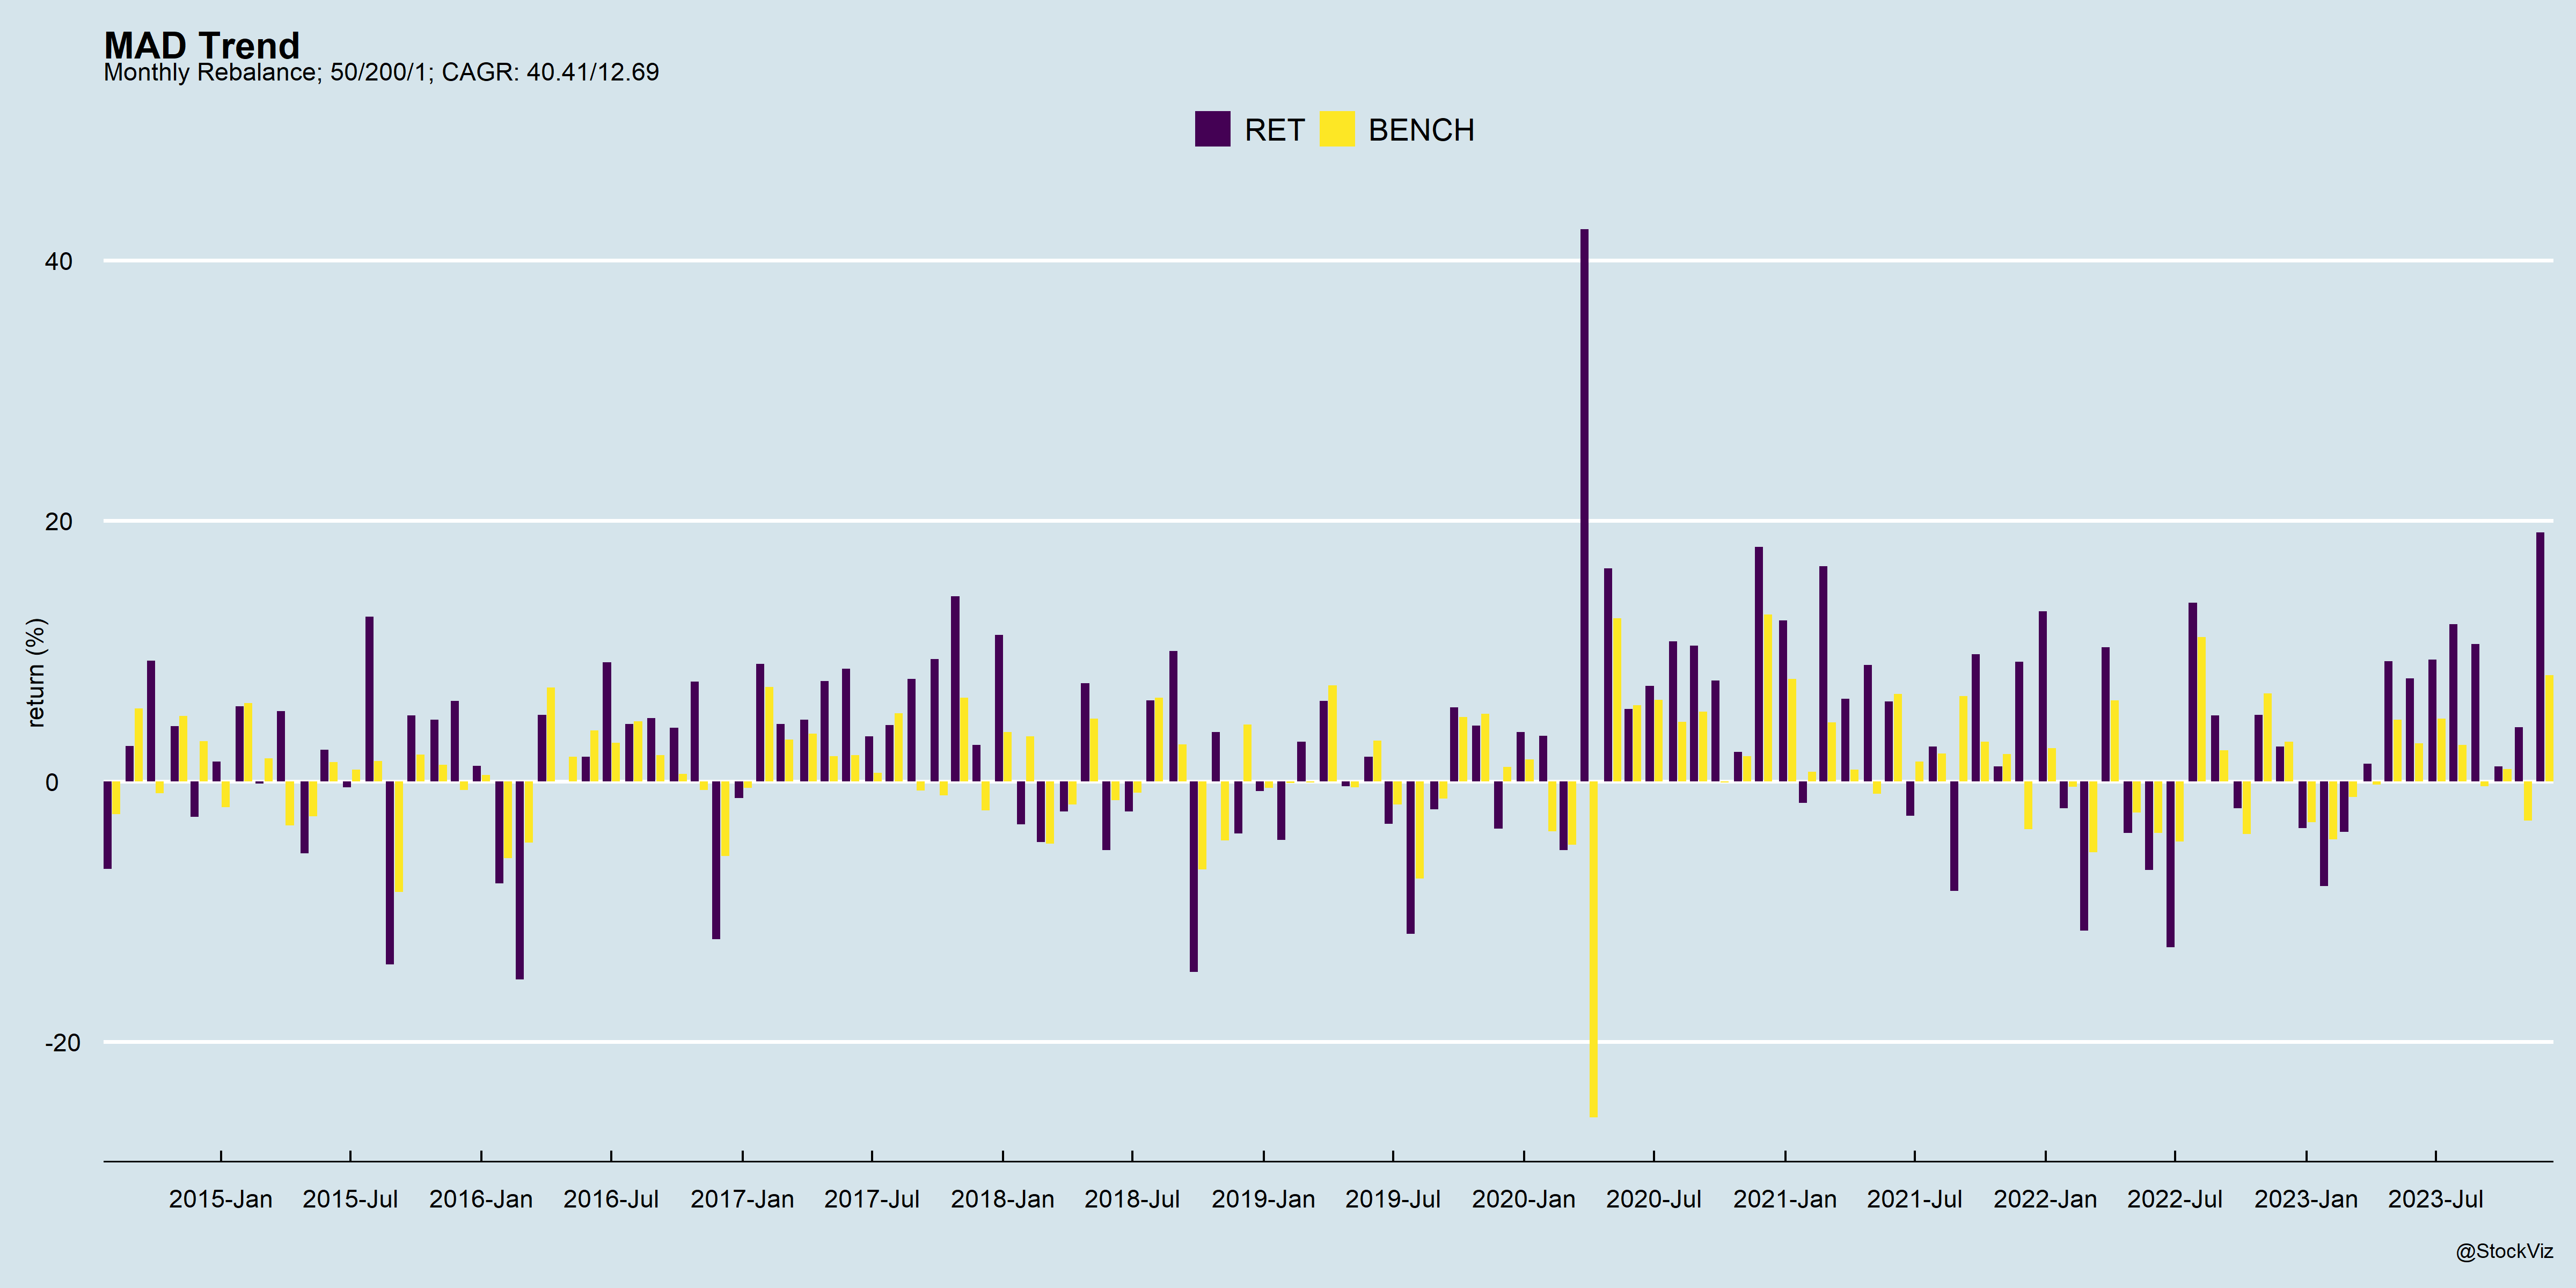 MAD Trend
Monthly Rebalance; 50/200/1; CAGR: 40.41/12.69
RET BENCH
40
20
0
-20
return (%)
2015-Jan 2015-Jul 2016-Jan 2016-Jul 2017-Jan 2017-Jul 2018-Jan 2018-Jul 2019-Jan 2019-Jul 2020-Jan 2020-Jul 2021-Jan 2021-Jul 2022-Jan 2022-Jul 2023-Jan 2023-Jul
@StockViz